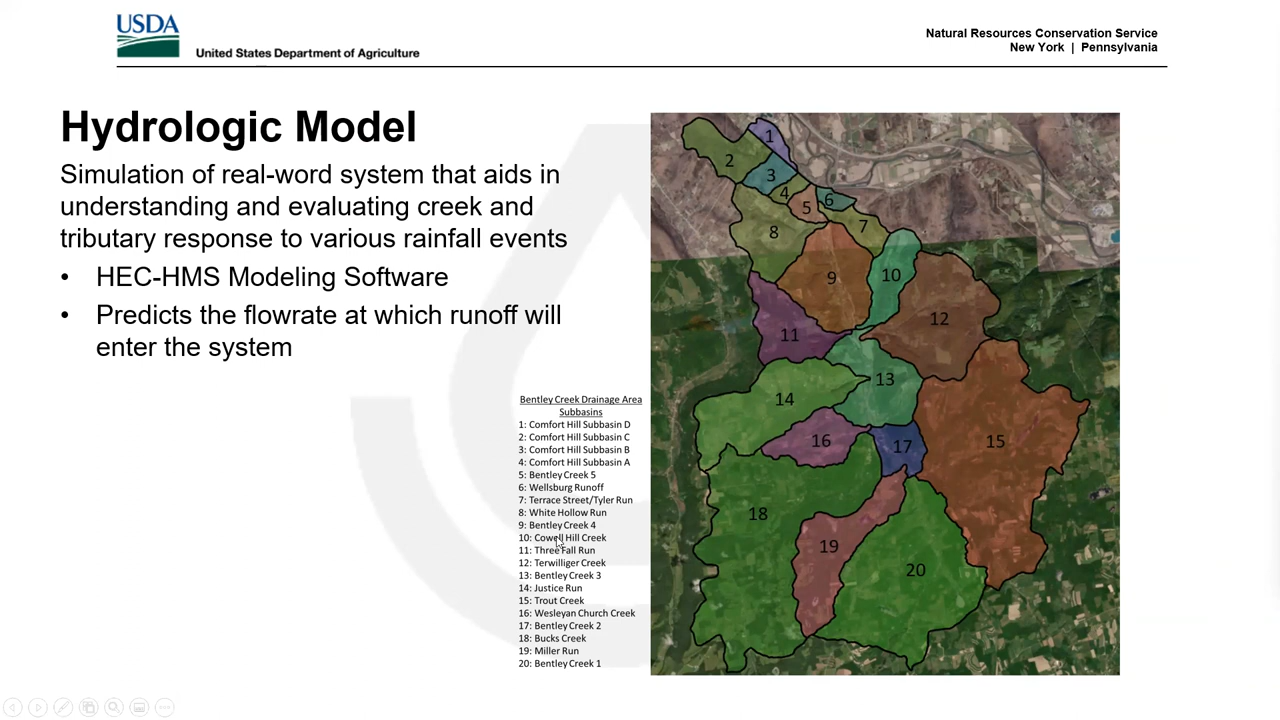 USDA
United States Department of Agriculture
Natural Resources Conservation Service
New York | Pennsylvania
Hydrologic Model
Simulation of real-word system that aids in
understanding and evaluating creek and
tributary response to various rainfall events
• HEC-HMS Modeling Software
• Predicts the flowrate at which runoff will
enter the system
Bentley Creek Drainage Area
Subbasins
1: Comfort Hill Subbasin D
2: Comfort Hill Subbasin C
3: Comfort Hill Subbasin B
4: Comfort Hill Subbasin A
5: Bentley Creek 5
6: Wellsburg Runoff
7: Terrace Street/Tyler Run
8: White Hollow Run
9: Bentley Creek 4
10: Cowell Hill Creek
11: Three Fall Run
12: Terwilliger Creek
13: Bentley Creek 3
14: Justice Run
15: Trout Creek
16: Wesleyan Church Creek
17: Bentley Creek 2
18: Bucks Creek
19: Miller Run
20: Bentley Creek 1
1
2
3
4
5
6
7
8
9
10
11
12
13
14
15
16
17
18
19
20